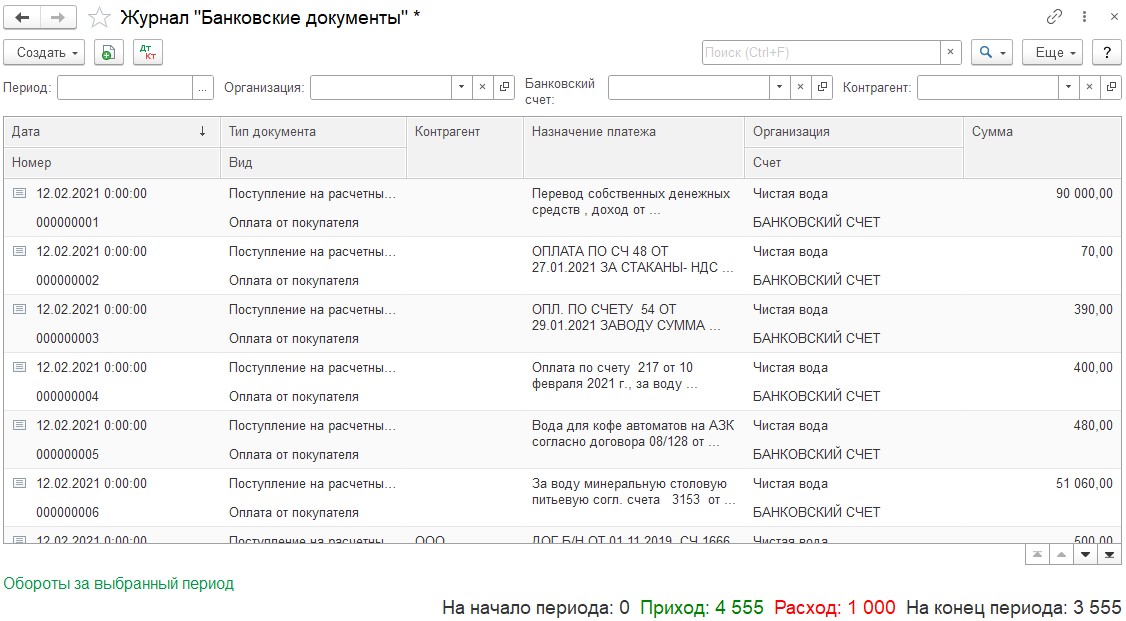 Журнал "Банковские документы" *
Создать Дт Кт Поиск (Ctrl+F) × Еще ?
Период: ... Организация: Банковский счет: Контрагент:
Дата ↓ Тип документа Контрагент Назначение платежа Организация Сумма
Номер Вид Счет
12.02.2021 0:00:00 Поступление на расчетны... Перевод собственных денежных Чистая вода 90 000,00
средств , доход от ...
000000001 Оплата от покупателя БАНКОВСКИЙ СЧЕТ
12.02.2021 0:00:00 Поступление на расчетны... ОПЛАТА ПО СЧ 48 ОТ Чистая вода 70,00
27.01.2021 ЗА СТАКАНЫ- НДС ...
000000002 Оплата от покупателя БАНКОВСКИЙ СЧЕТ
12.02.2021 0:00:00 Поступление на расчетны... ОПЛ. ПО СЧЕТУ  54 ОТ Чистая вода 390,00
29.01.2021 ЗАВОДУ СУММА ...
000000003 Оплата от покупателя БАНКОВСКИЙ СЧЕТ
12.02.2021 0:00:00 Поступление на расчетны... Оплата по счету  217 от 10 Чистая вода 400,00
февраля 2021 г., за воду ...
000000004 Оплата от покупателя БАНКОВСКИЙ СЧЕТ
12.02.2021 0:00:00 Поступление на расчетны... Вода для кофе автоматов на АЗК Чистая вода 480,00
согласно договора 08/128 от ...
000000005 Оплата от покупателя БАНКОВСКИЙ СЧЕТ
12.02.2021 0:00:00 Поступление на расчетны... За воду минеральную столовую Чистая вода 51 060,00
питьевую согл. счета   3153  от ...
000000006 Оплата от покупателя БАНКОВСКИЙ СЧЕТ
12.02.2021 0:00:00 Поступление на расчетны... ООО ДОГ Б/Н ОТ 01.11.2019, СЧ 1666 Чистая вода 500,00
Обороты за выбранный период
На начало периода: 0 Приход: 4 555 Расход: 1 000 На конец периода: 3 555